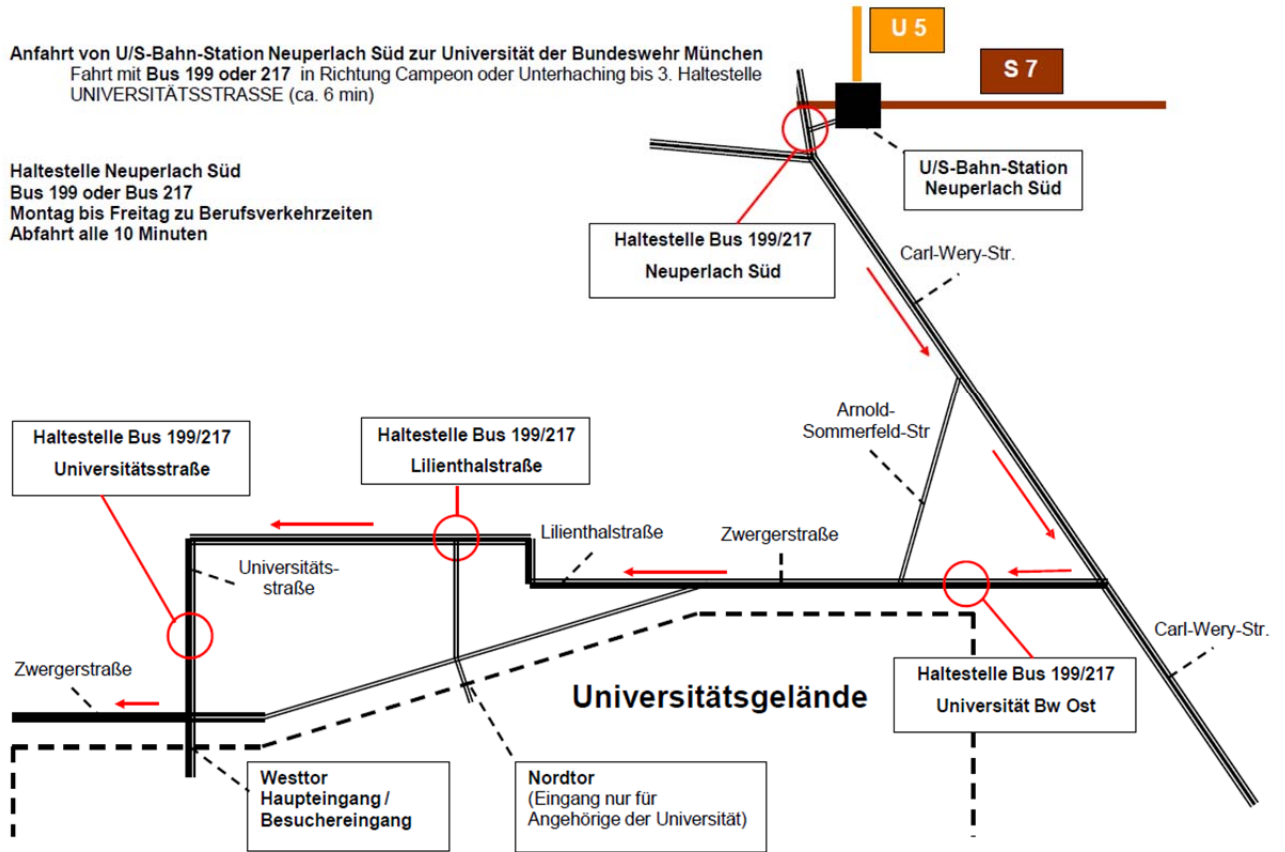 Anfahrt von U/S-Bahn-Station Neuperlach Süd zur Universität der Bundeswehr München
Fahrt mit Bus 199 oder 217 in Richtung Campeon oder Unterhaching bis 3. Haltestelle
UNIVERSITÄTSSTRASSE (ca. 6 min)
U 5
S 7
Haltestelle Neuperlach Süd
Bus 199 oder Bus 217
Montag bis Freitag zu Berufsverkehrzeiten
Abfahrt alle 10 Minuten
U/S-Bahn-Station
Neuperlach Süd
Haltestelle Bus 199/217
Neuperlach Süd
Carl-Wery-Str.
Arnold-
Sommerfeld-Str
Haltestelle Bus 199/217
Universitätsstraße
Haltestelle Bus 199/217
Lilienthalstraße
Lilienthalstraße
Zwergerstraße
Universitäts-
straße
Carl-Wery-Str.
Zwergerstraße
Universitätsgelände
Haltestelle Bus 199/217
Universität Bw Ost
Westtor
Haupteingang /
Besuchereingang
Nordtor
(Eingang nur für
Angehörige der Universität)